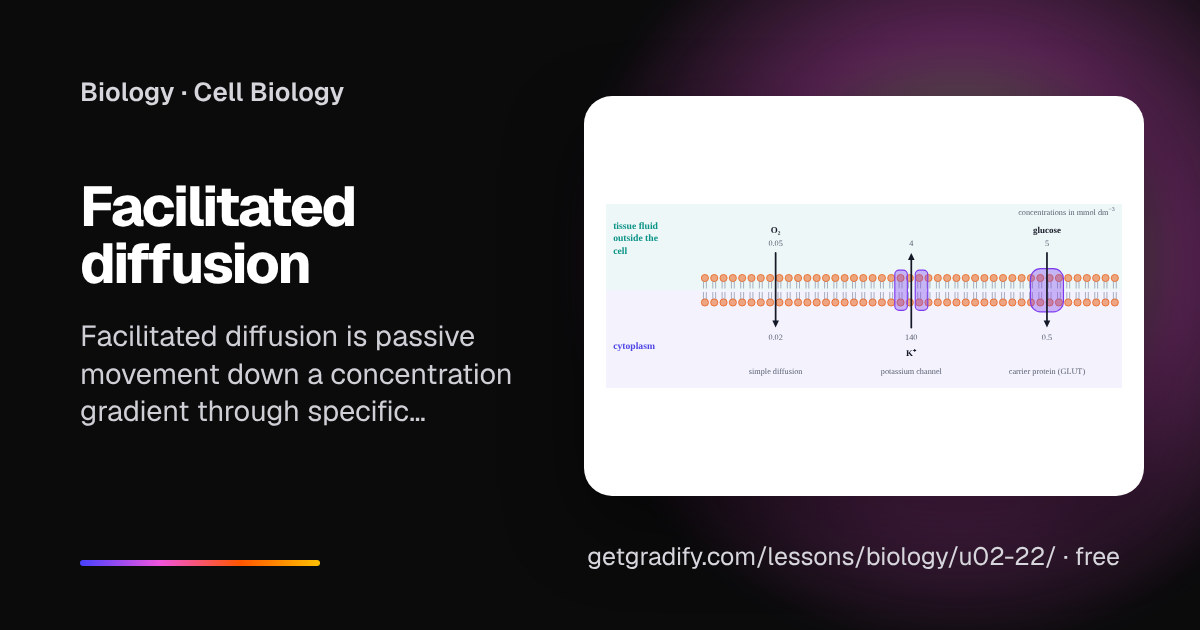 Biology · Cell Biology
Facilitated
diffusion
Facilitated diffusion is passive
movement down a concentration
gradient through specific...
concentrations in mmol dm⁻³
tissue fluid
outside the
cell
O₂
0.05
4
glucose
5
cytoplasm
0.02
140
K⁺
0.5
simple diffusion
potassium channel
carrier protein (GLUT)
getgradify.com/lessons/biology/u02-22/ · free